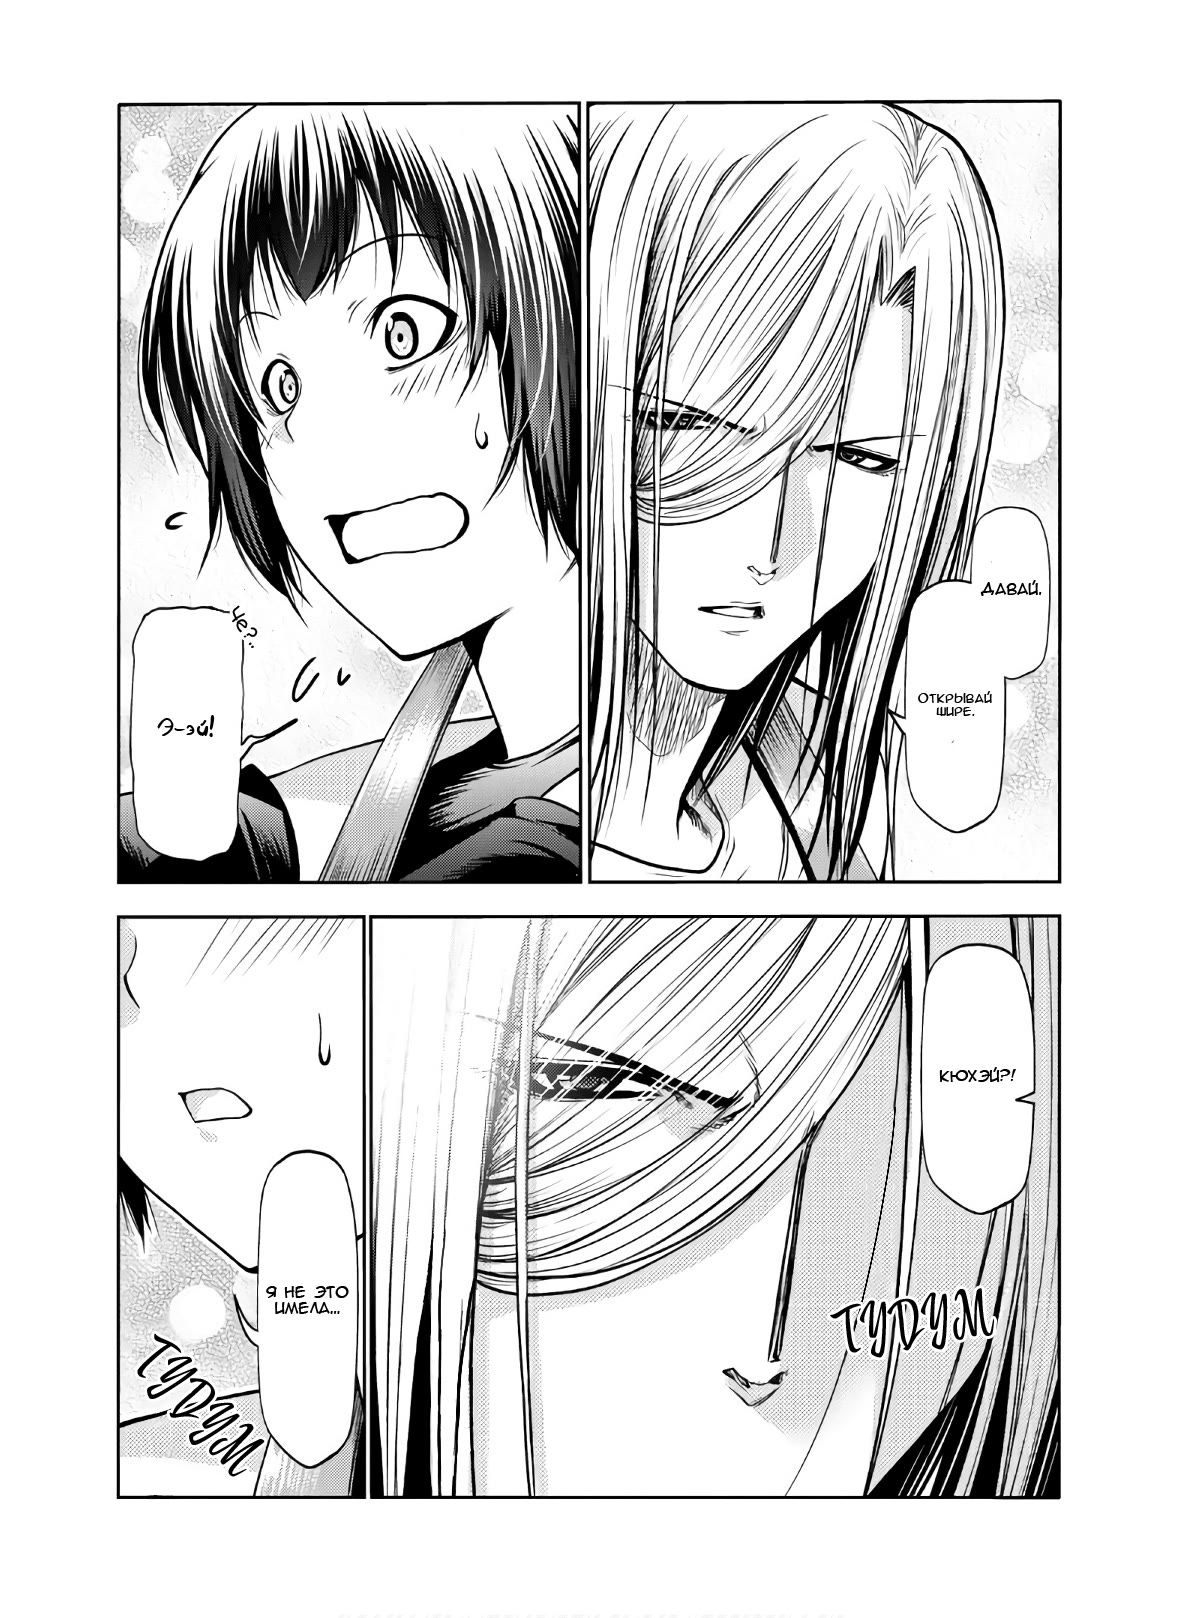 ДАВАЙ.
ОТКРЫВАЙ
ШИРЕ.
Че?..
Э-эй!
КЮХЭЙ?!
ТУДУМ
Я НЕ ЭТО
ИМЕЛА...
ТУДУМ